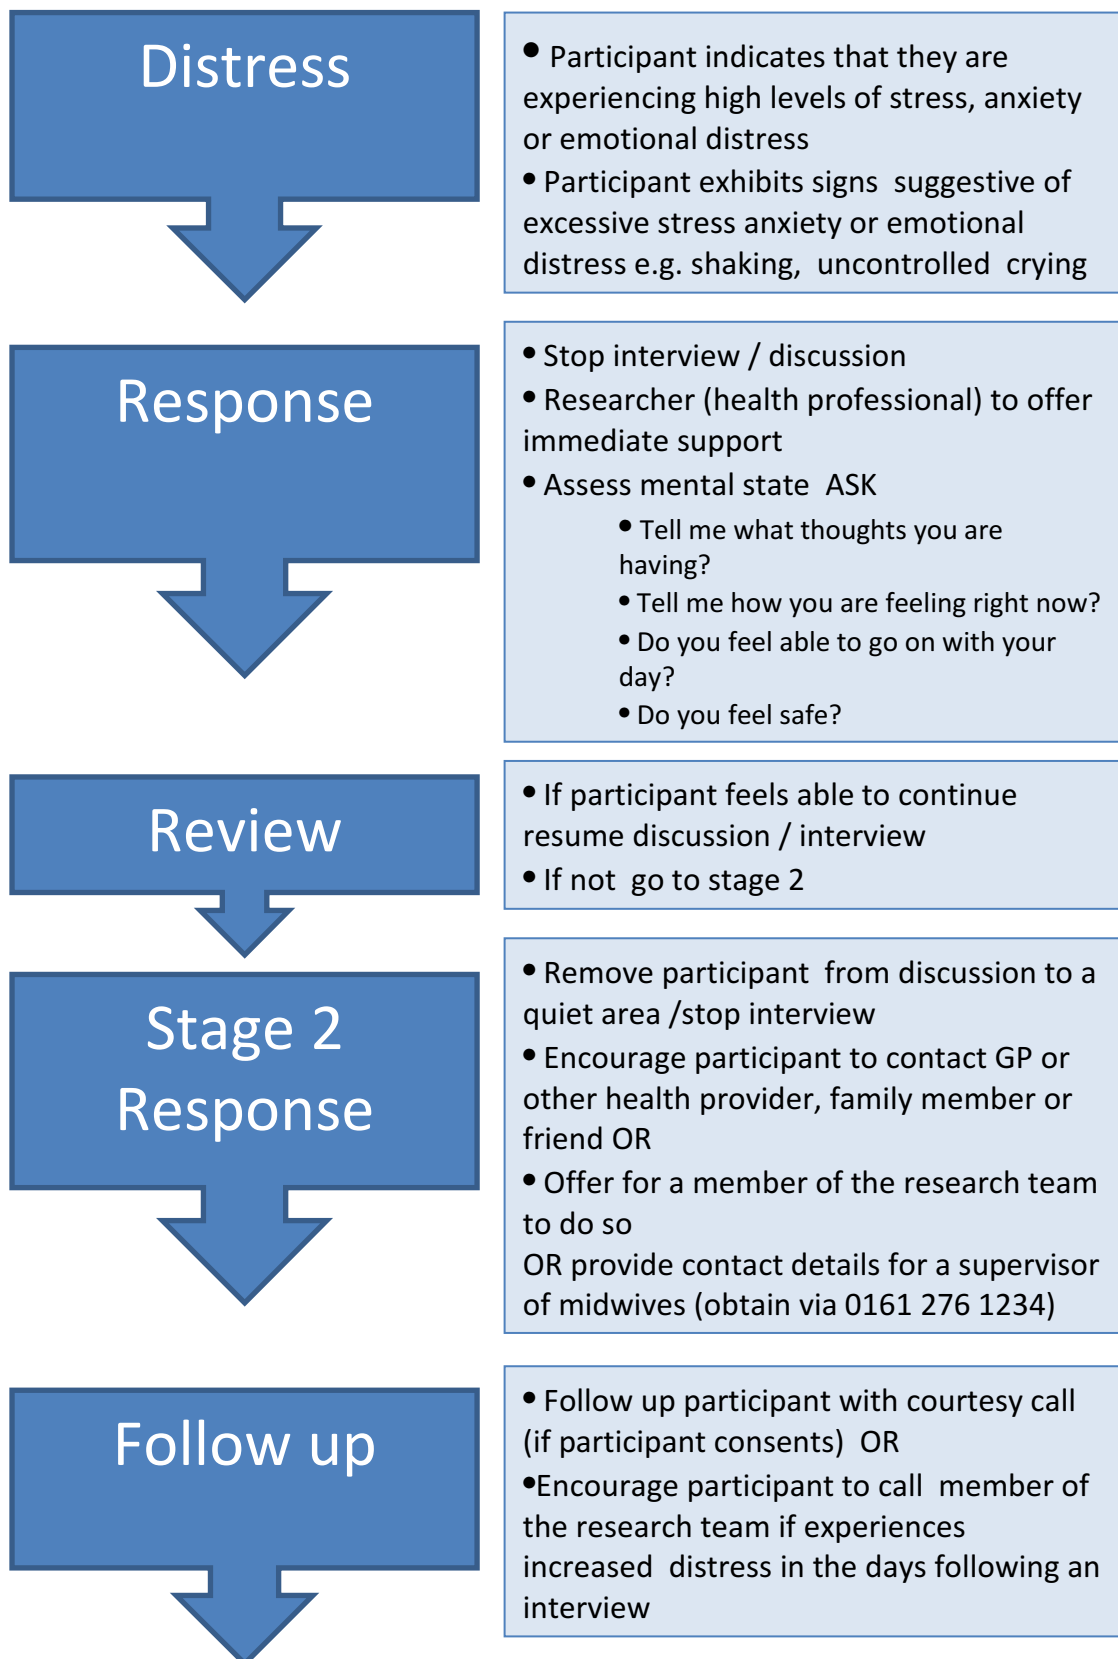 Distress
• Participant indicates that they are
experiencing high levels of stress, anxiety
or emotional distress
• Participant exhibits signs suggestive of
excessive stress anxiety or emotional
distress e.g. shaking, uncontrolled crying
Response
• Stop interview / discussion
• Researcher (health professional) to offer
immediate support
• Assess mental state ASK
• Tell me what thoughts you are
having?
• Tell me how you are feeling right now?
• Do you feel able to go on with your
day?
• Do you feel safe?
Review
• If participant feels able to continue
resume discussion / interview
• If not go to stage 2
Stage 2
Response
• Remove participant from discussion to a
quiet area /stop interview
• Encourage participant to contact GP or
other health provider, family member or
friend OR
• Offer for a member of the research team
to do so
OR provide contact details for a supervisor
of midwives (obtain via 0161 276 1234)
Follow up
• Follow up participant with courtesy call
(if participant consents) OR
•Encourage participant to call member of
the research team if experiences
increased distress in the days following an
interview